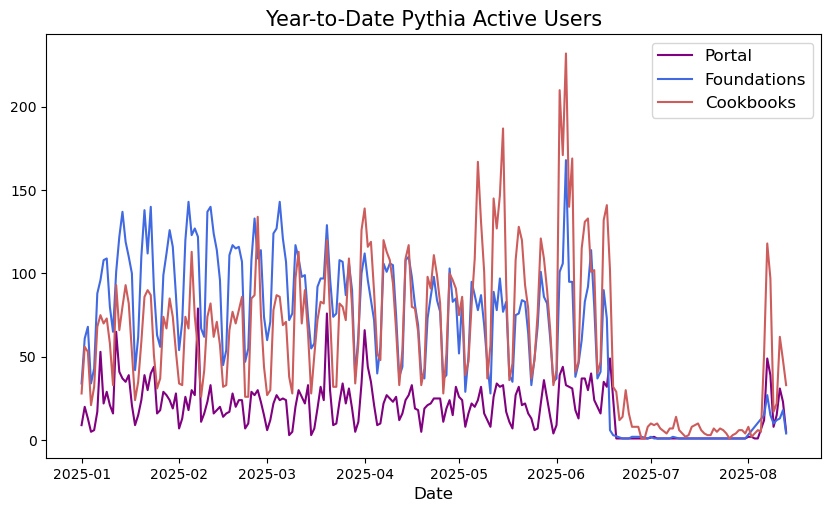 Year-to-Date Pythia Active Users
Portal
Foundations
Cookbooks
200
150
100
50
0
2025-01 2025-02 2025-03 2025-04 2025-05 2025-06 2025-07 2025-08
Date